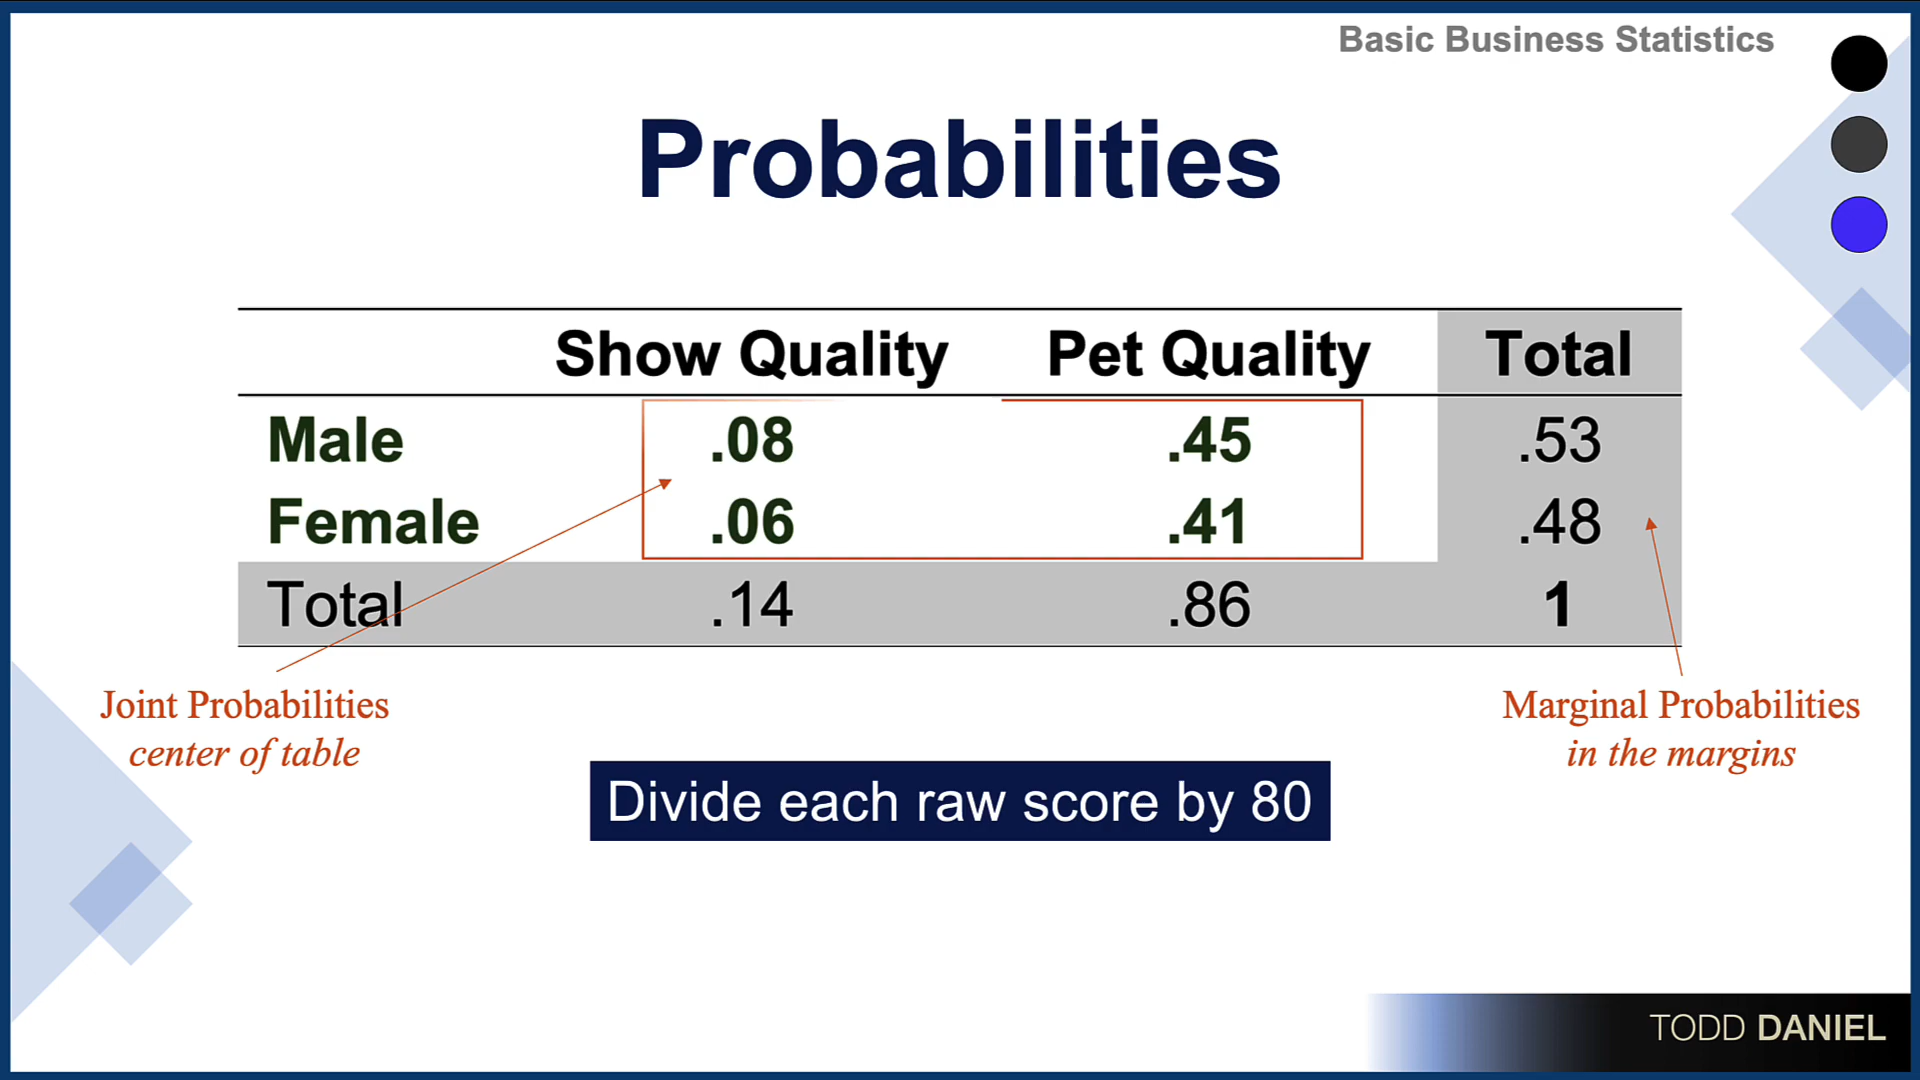 Basic Business Statistics
Probabilities
Show Quality Pet Quality Total
Male .08 .45 .53
Female .06 .41 .48
Total .14 .86 1
Joint Probabilities
center of table
Marginal Probabilities
in the margins
Divide each raw score by 80
TODD DANIEL